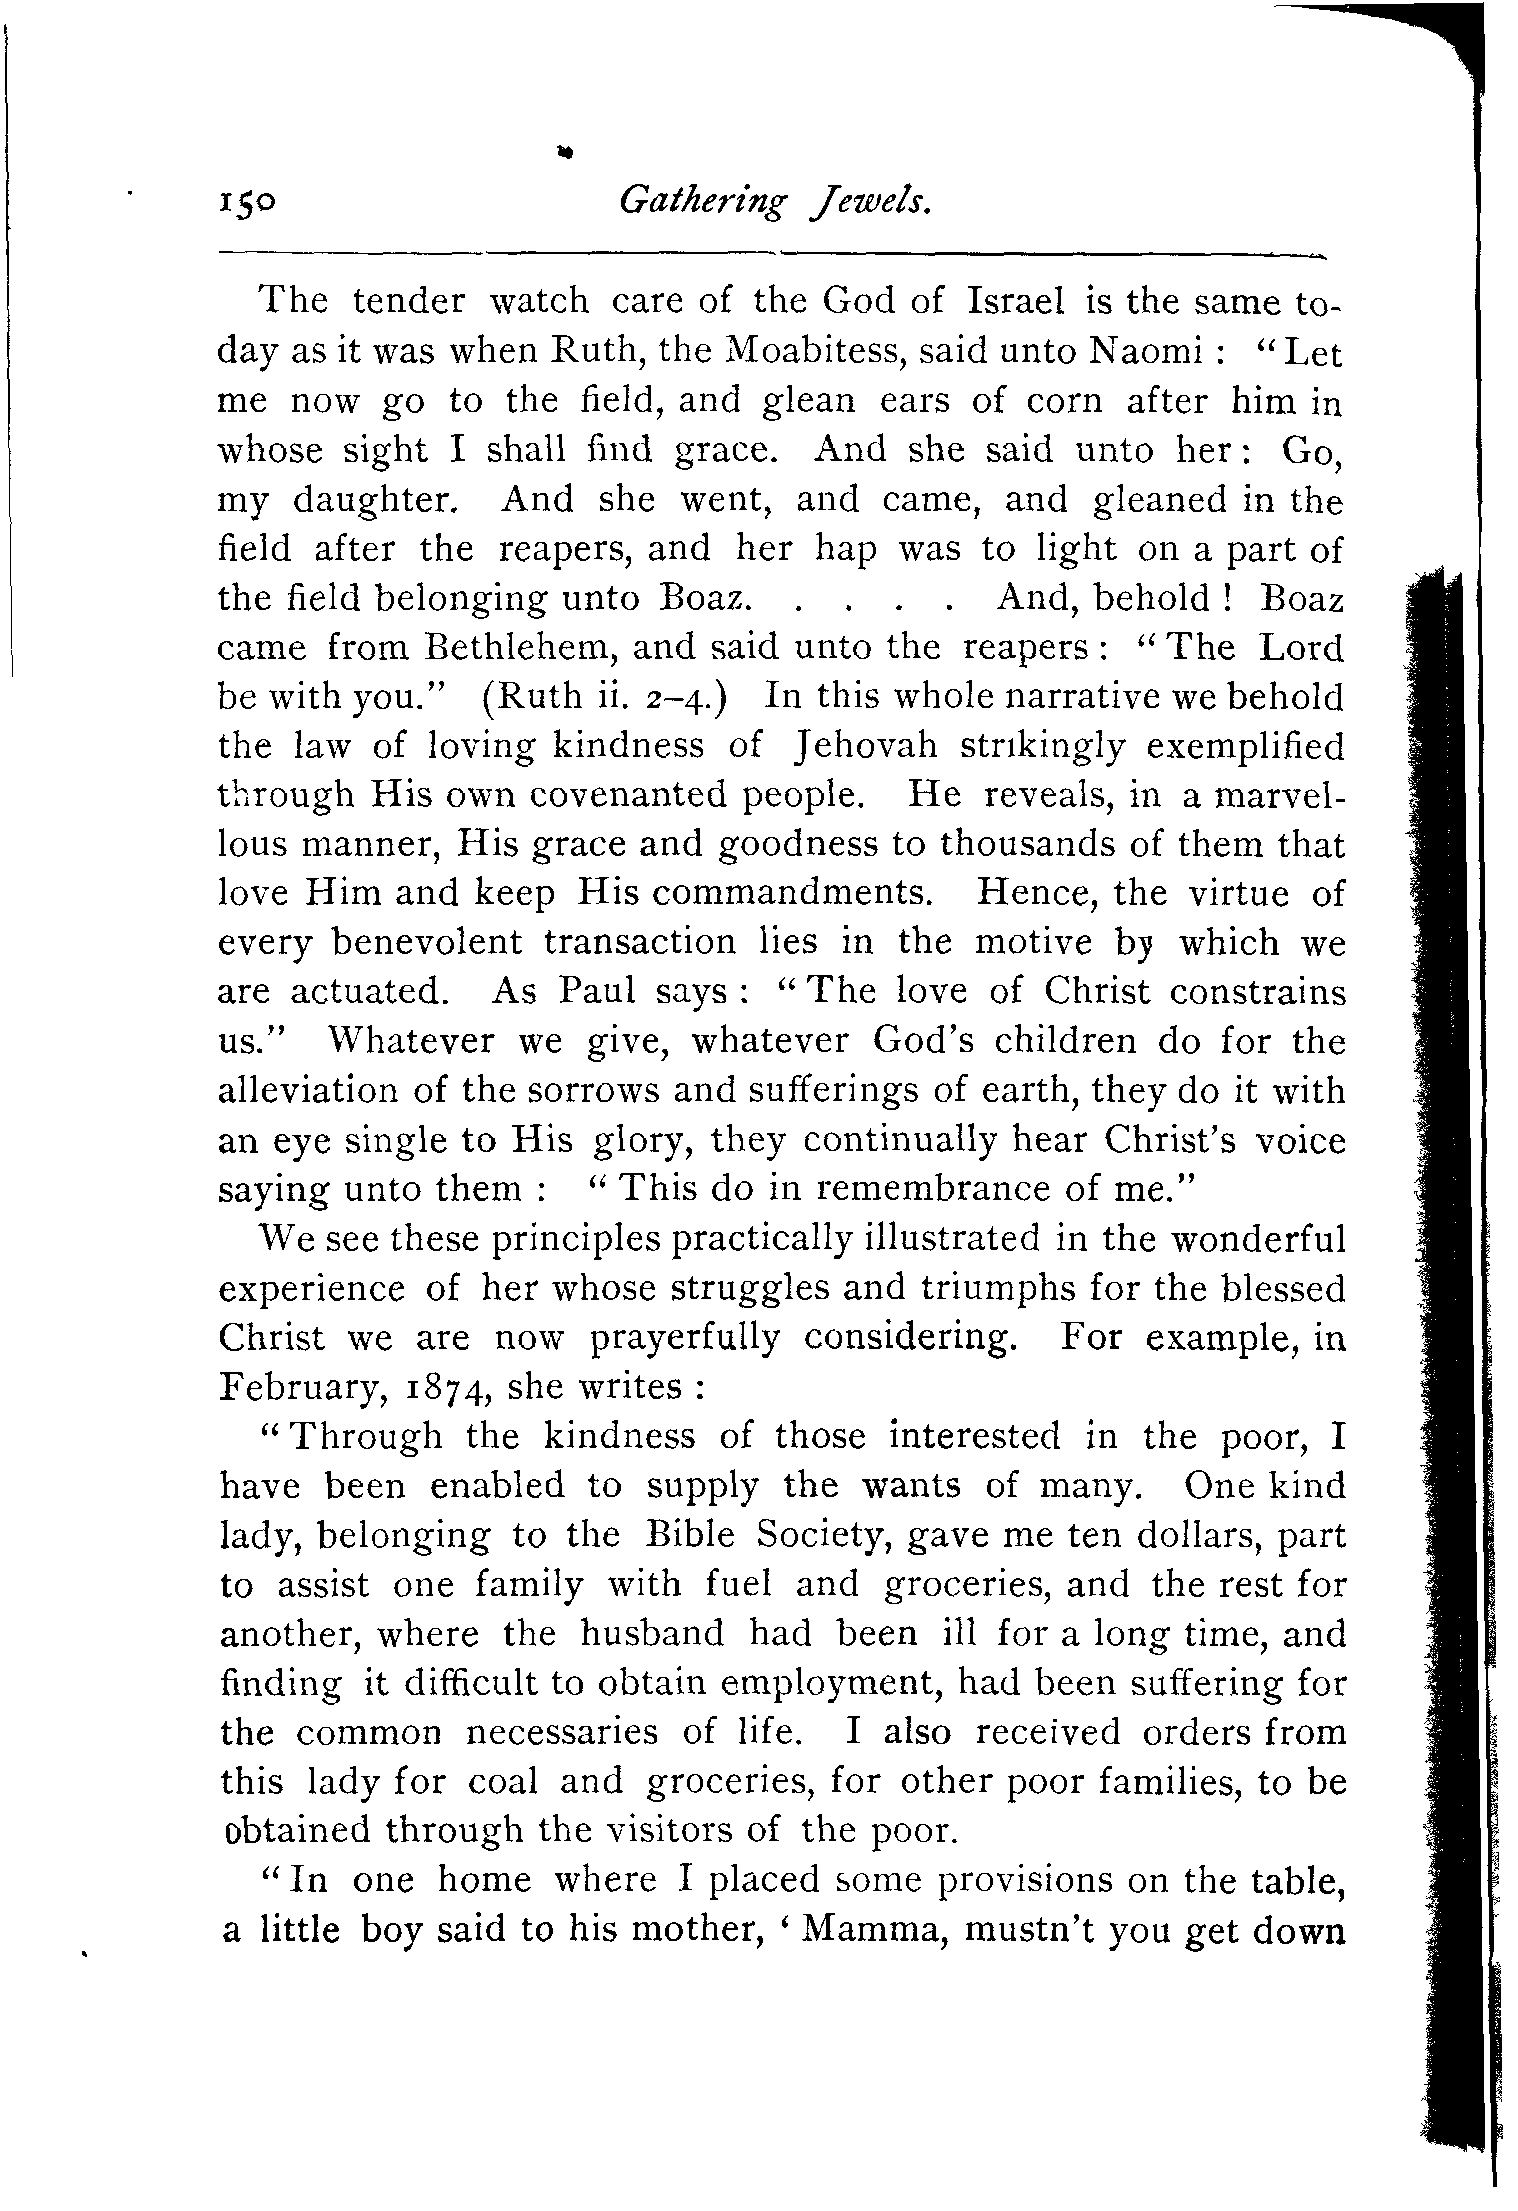 150 Gathering Jewels.
The tender watch care of the God of Israel is the same to-
day as it was when Ruth, the Moabitess, said unto Naomi : "Let
me now go to the field, and glean ears of corn after him in
whose sight I shall find grace. And she said unto her: Go,
my daughter. And she went, and came, and gleaned in the
field after the reapers, and her hap was to light on a part of
the field belonging unto Boaz. . . . . And, behold ! Boaz
came from Bethlehem, and said unto the reapers : "The Lord
be with you." (Ruth ii. 2–4.) In this whole narrative we behold
the law of loving kindness of Jehovah strikingly exemplified
through His own covenanted people. He reveals, in a marvel-
lous manner, His grace and goodness to thousands of them that
love Him and keep His commandments. Hence, the virtue of
every benevolent transaction lies in the motive by which we
are actuated. As Paul says : "The love of Christ constrains
us." Whatever we give, whatever God's children do for the
alleviation of the sorrows and sufferings of earth, they do it with
an eye single to His glory, they continually hear Christ's voice
saying unto them : "This do in remembrance of me."
We see these principles practically illustrated in the wonderful
experience of her whose struggles and triumphs for the blessed
Christ we are now prayerfully considering. For example, in
February, 1874, she writes :
"Through the kindness of those interested in the poor, I
have been enabled to supply the wants of many. One kind
lady, belonging to the Bible Society, gave me ten dollars, part
to assist one family with fuel and groceries, and the rest for
another, where the husband had been ill for a long time, and
finding it difficult to obtain employment, had been suffering for
the common necessaries of life. I also received orders from
this lady for coal and groceries, for other poor families, to be
obtained through the visitors of the poor.
"In one home where I placed some provisions on the table,
a little boy said to his mother, 'Mamma, mustn't you get down